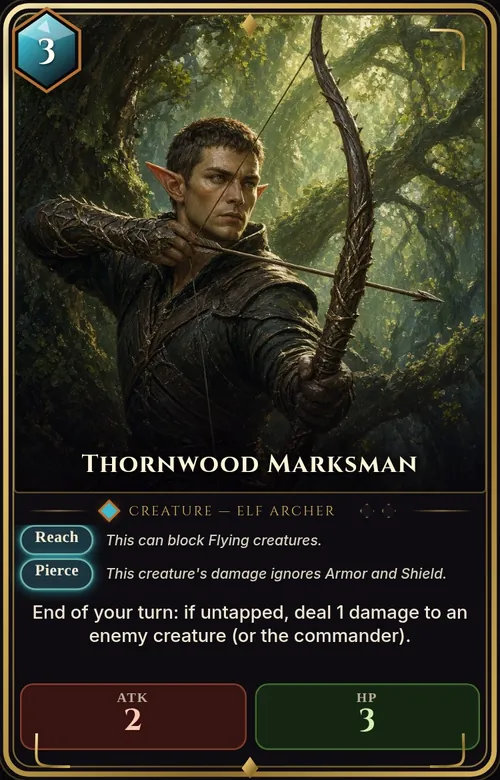 3
Thornwood Marksman
CREATURE — ELF ARCHER
Reach This can block Flying creatures.
Pierce This creature's damage ignores Armor and Shield.
End of your turn: if untapped, deal 1 damage to an
enemy creature (or the commander).
ATK HP
2 3